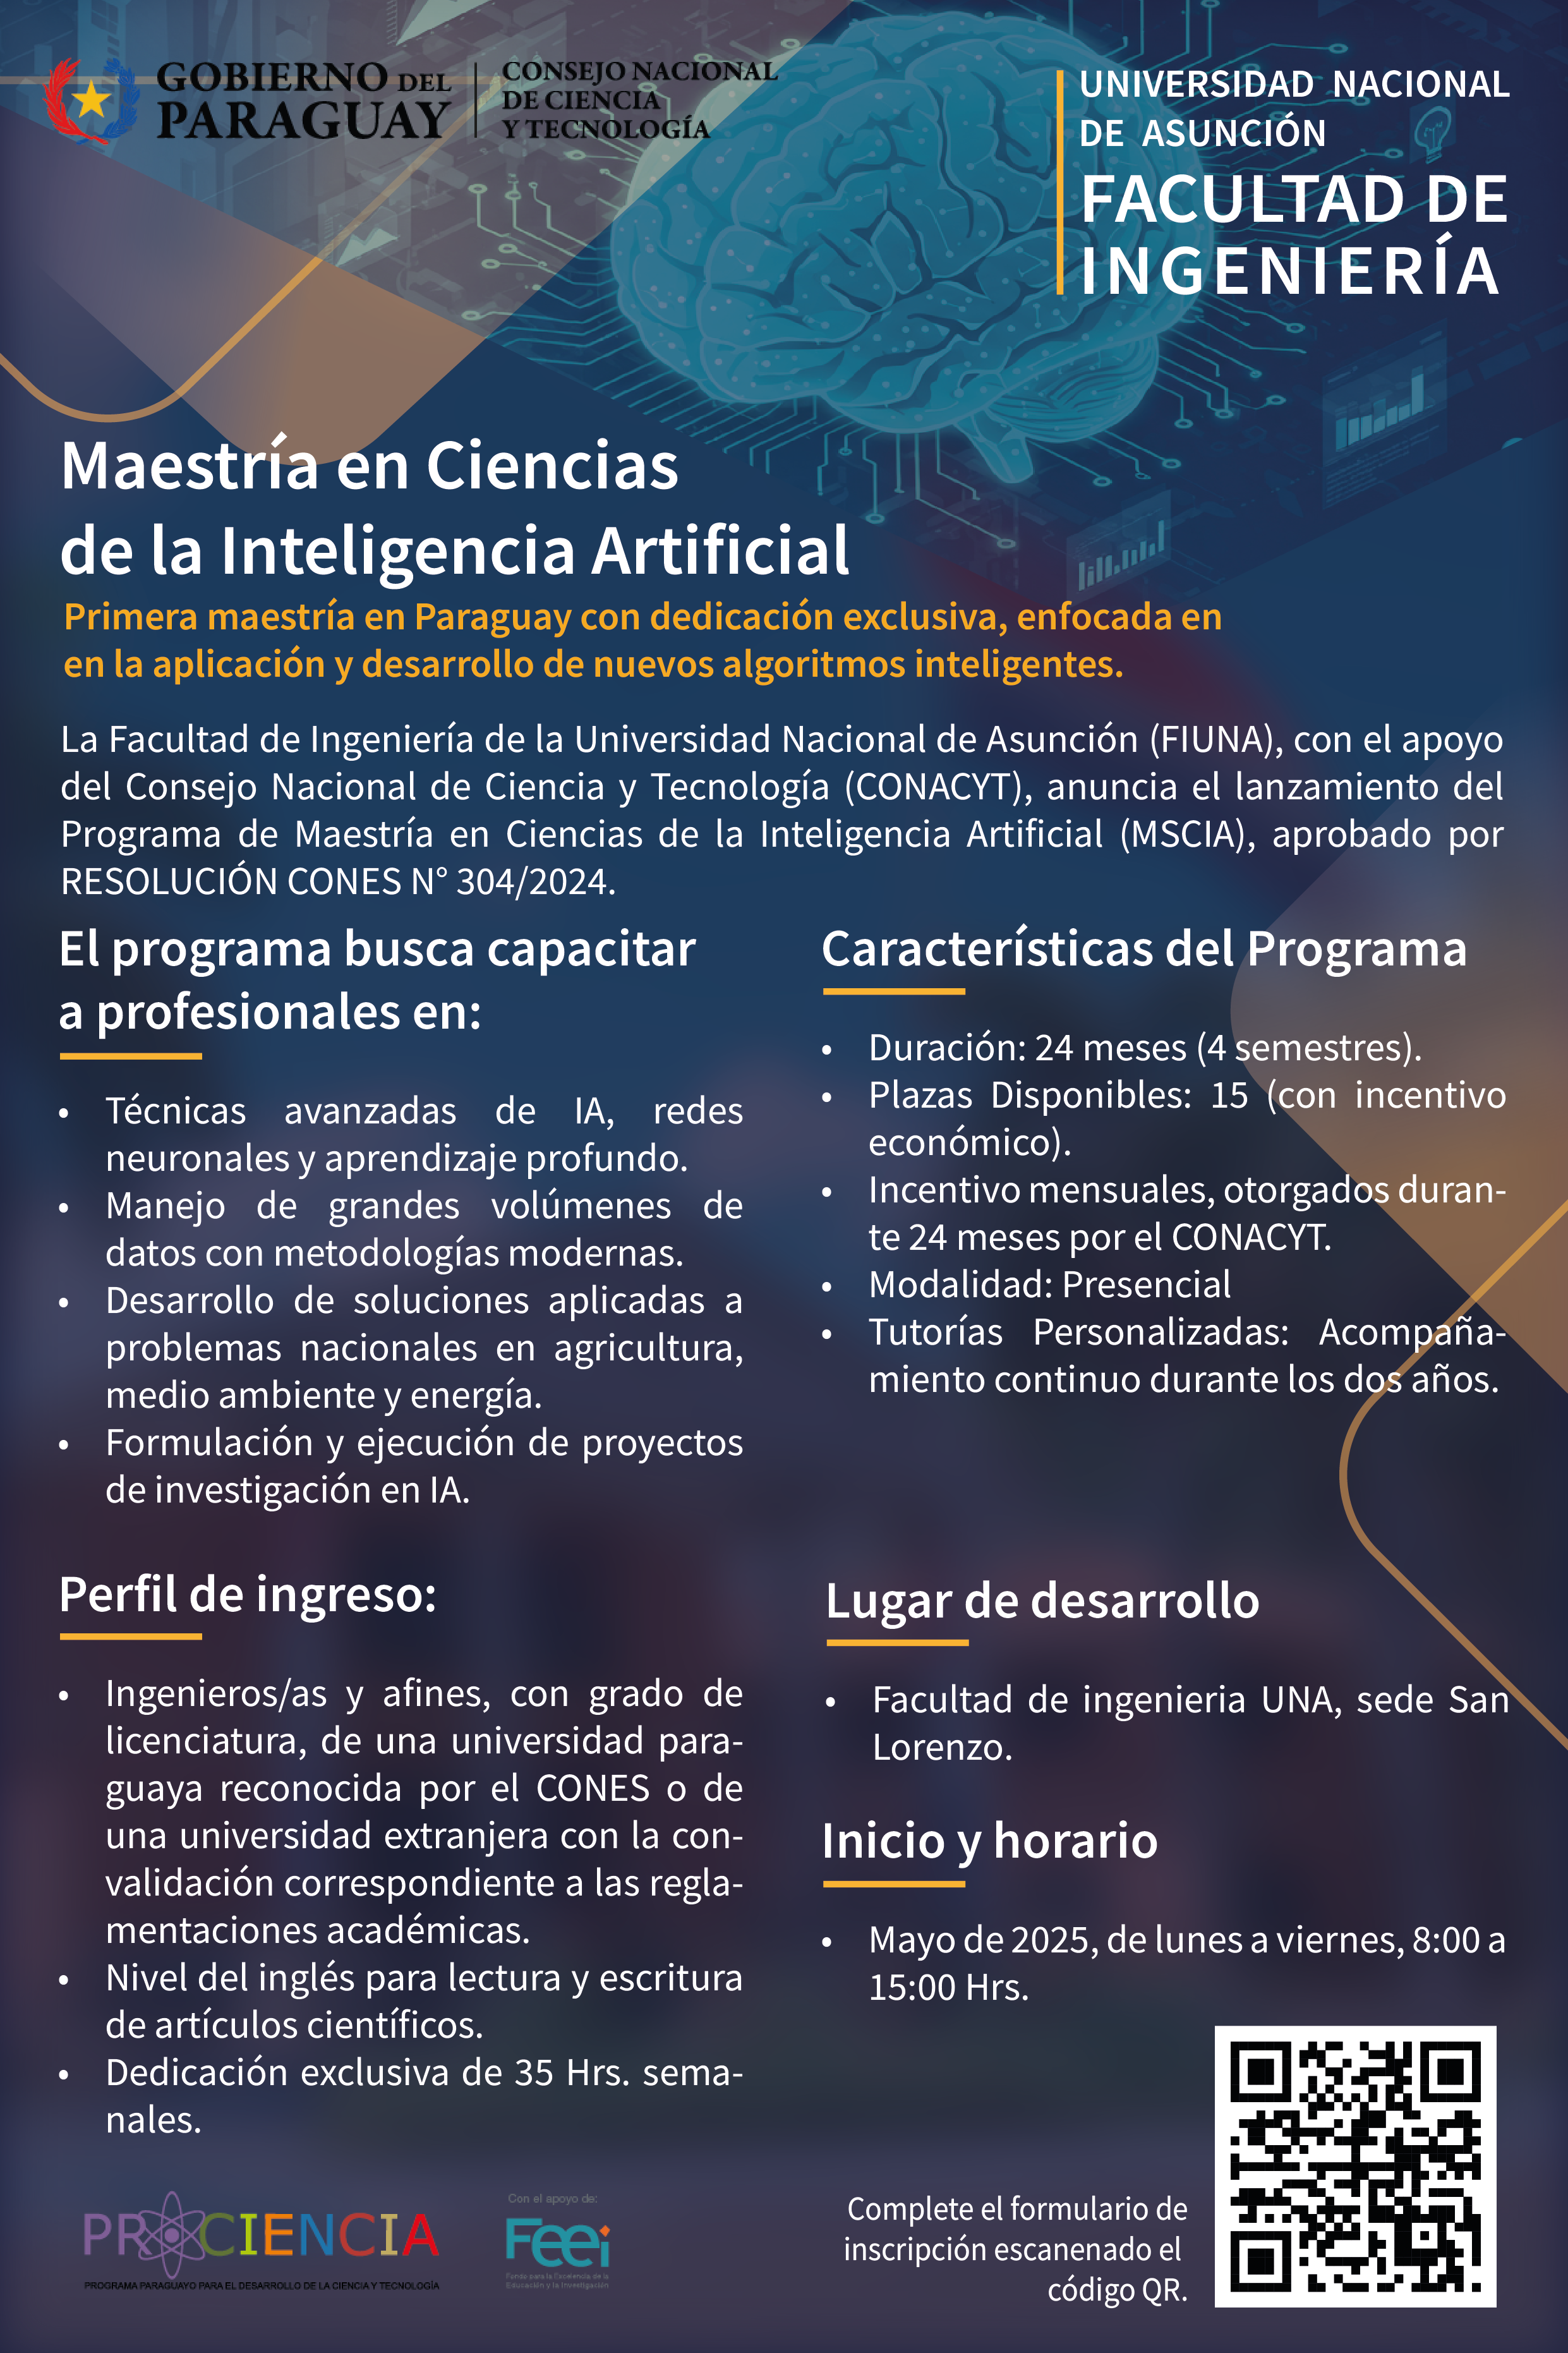 GOBIERNO DEL
PARAGUAY
CONSEJO NACIONAL
DE CIENCIA
Y TECNOLOGÍA
UNIVERSIDAD NACIONAL
DE ASUNCIÓN
FACULTAD DE
INGENIERÍA
Maestría en Ciencias
de la Inteligencia Artificial
Primera maestría en Paraguay con dedicación exclusiva, enfocada en
en la aplicación y desarrollo de nuevos algoritmos inteligentes.
La Facultad de Ingeniería de la Universidad Nacional de Asunción (FIUNA), con el apoyo
del Consejo Nacional de Ciencia y Tecnología (CONACYT), anuncia el lanzamiento del
Programa de Maestría en Ciencias de la Inteligencia Artificial (MSCIA), aprobado por
RESOLUCIÓN CONES N° 304/2024.
El programa busca capacitar
a profesionales en:
• Técnicas avanzadas de IA, redes
neuronales y aprendizaje profundo.
• Manejo de grandes volúmenes de
datos con metodologías modernas.
• Desarrollo de soluciones aplicadas a
problemas nacionales en agricultura,
medio ambiente y energía.
• Formulación y ejecución de proyectos
de investigación en IA.
Características del Programa
• Duración: 24 meses (4 semestres).
• Plazas Disponibles: 15 (con incentivo
económico).
• Incentivo mensuales, otorgados duran-
te 24 meses por el CONACYT.
• Modalidad: Presencial
• Tutorías Personalizadas: Acompaña-
miento continuo durante los dos años.
Perfil de ingreso:
• Ingenieros/as y afines, con grado de
licenciatura, de una universidad para-
guaya reconocida por el CONES o de
una universidad extranjera con la con-
validación correspondiente a las regla-
mentaciones académicas.
• Nivel del inglés para lectura y escritura
de artículos científicos.
• Dedicación exclusiva de 35 Hrs. sema-
nales.
Lugar de desarrollo
• Facultad de ingenieria UNA, sede San
Lorenzo.
Inicio y horario
• Mayo de 2025, de lunes a viernes, 8:00 a
15:00 Hrs.
PROCIENCIA
PROGRAMA PARAGUAYO PARA EL DESARROLLO DE LA CIENCIA Y TECNOLOGÍA
Con el apoyo de:
Feei
Fondo para la Excelencia de la
Educación y la Investigación
Complete el formulario de
inscripción escanenado el
código QR.